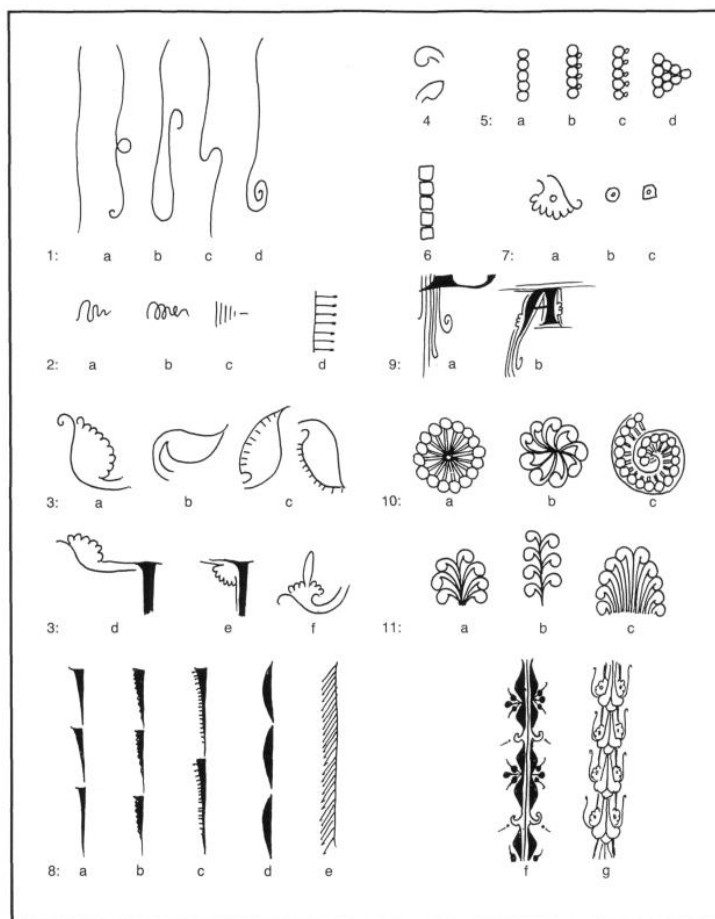 4 5: a b c d
1: a b c d 6 7: a b c
A
2: a b c d 9: a b
3: a b c 10: a b c
3: d e f 11: a b c
8: a b c d e f g